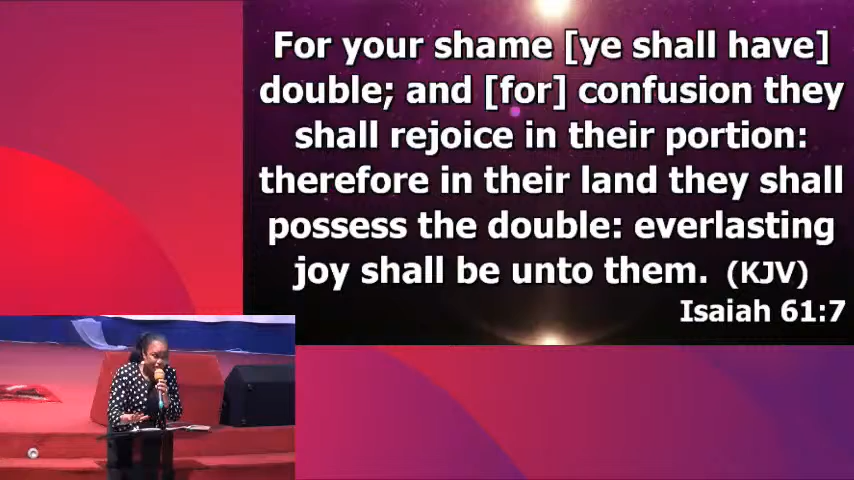 For your shame [ye shall have]
double; and [for] confusion they
shall rejoice in their portion:
therefore in their land they shall
possess the double: everlasting
joy shall be unto them. (KJV)
Isaiah 61:7